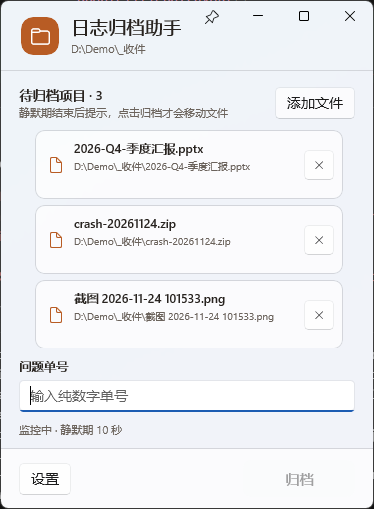 日志归档助手
D:\Demo\_收件
待归档项目 · 3
静默期结束后提示，点击归档才会移动文件
添加文件
2026-Q4-季度汇报.pptx
D:\Demo\_收件\2026-Q4-季度汇报.pptx
crash-20261124.zip
D:\Demo\_收件\crash-20261124.zip
截图 2026-11-24 101533.png
D:\Demo\_收件\截图 2026-11-24 101533.png
问题单号
输入纯数字单号
监控中 · 静默期 10 秒
设置
归档